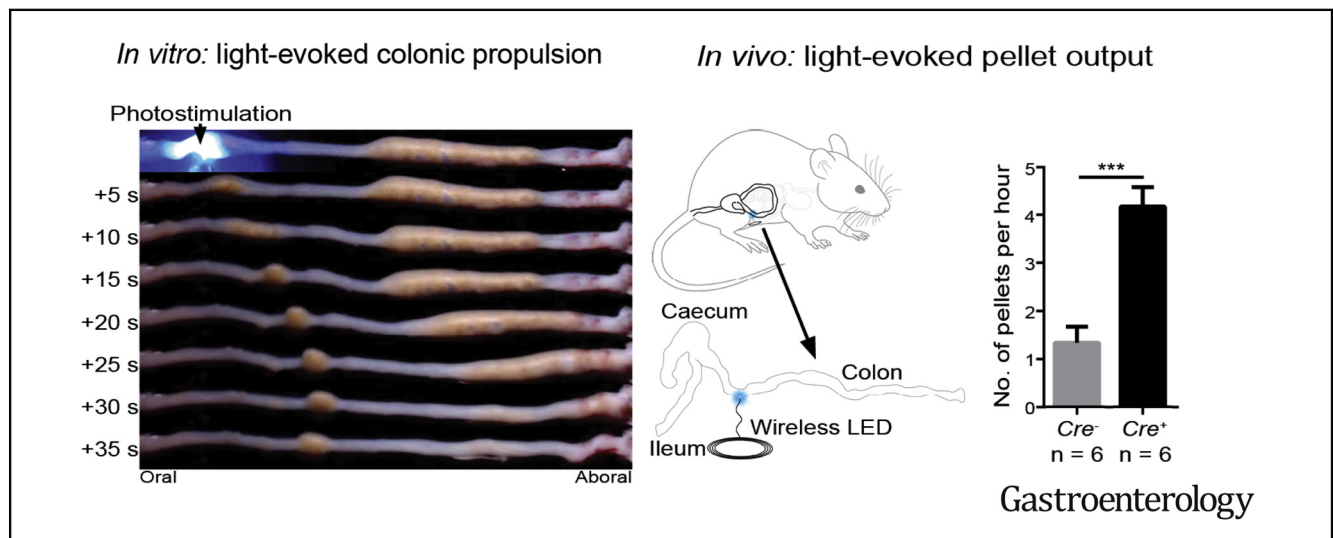 In vitro: light-evoked colonic propulsion
Photostimulation
+5 s
+10 s
+15 s
+20 s
+25 s
+30 s
+35 s
Oral
Aboral
In vivo: light-evoked pellet output
Caecum
Colon
Wireless LED
Ileum
No. of pellets per hour
5
4
3
2
1
0
***
Cre- Cre+
n = 6 n = 6
Gastroenterology